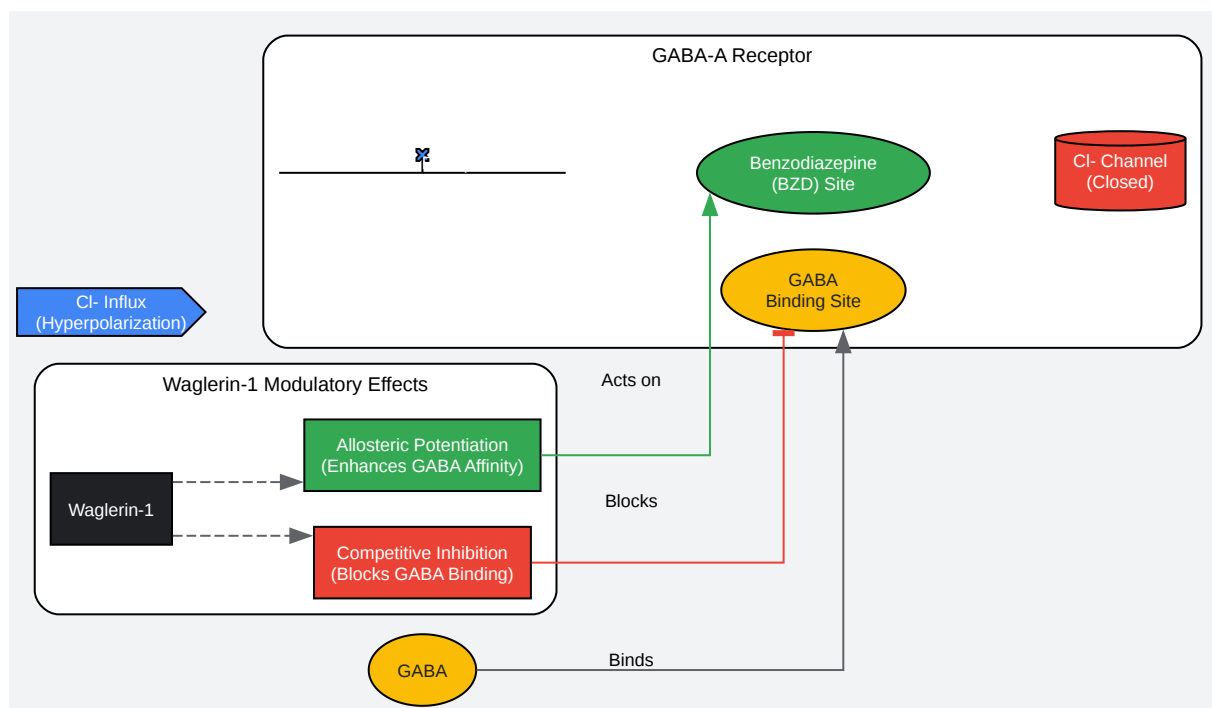 GABA-A Receptor
Benzodiazepine
(BZD) Site
Cl- Channel
(Closed)
GABA
Binding Site
Cl- Influx
(Hyperpolarization)
Waglerin-1 Modulatory Effects
Acts on
Allosteric Potentiation
(Enhances GABA Affinity)
Waglerin-1
Blocks
Competitive Inhibition
(Blocks GABA Binding)
GABA
Binds